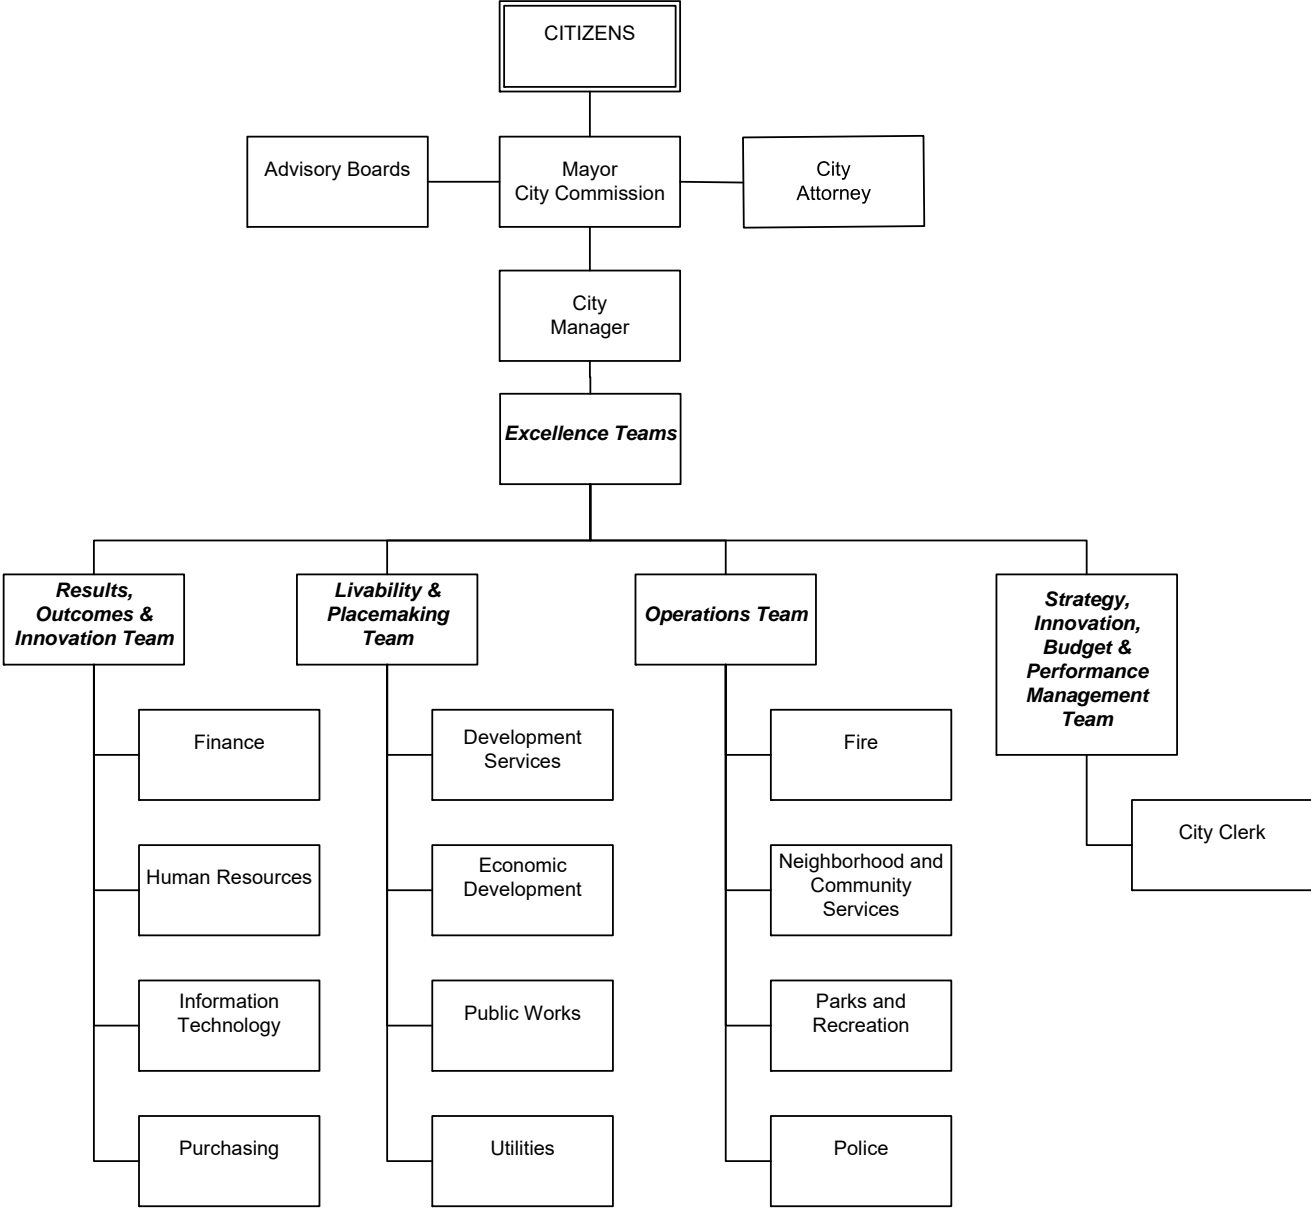 CITIZENS
Advisory Boards
Mayor
City Commission
City
Attorney
City
Manager
Excellence Teams
Results,
Outcomes &
Innovation Team
Livability &
Placemaking
Team
Operations Team
Strategy,
Innovation,
Budget &
Performance
Management
Team
Finance
Development
Services
Fire
City Clerk
Human Resources
Economic
Development
Neighborhood and
Community
Services
Information
Technology
Public Works
Parks and
Recreation
Purchasing
Utilities
Police